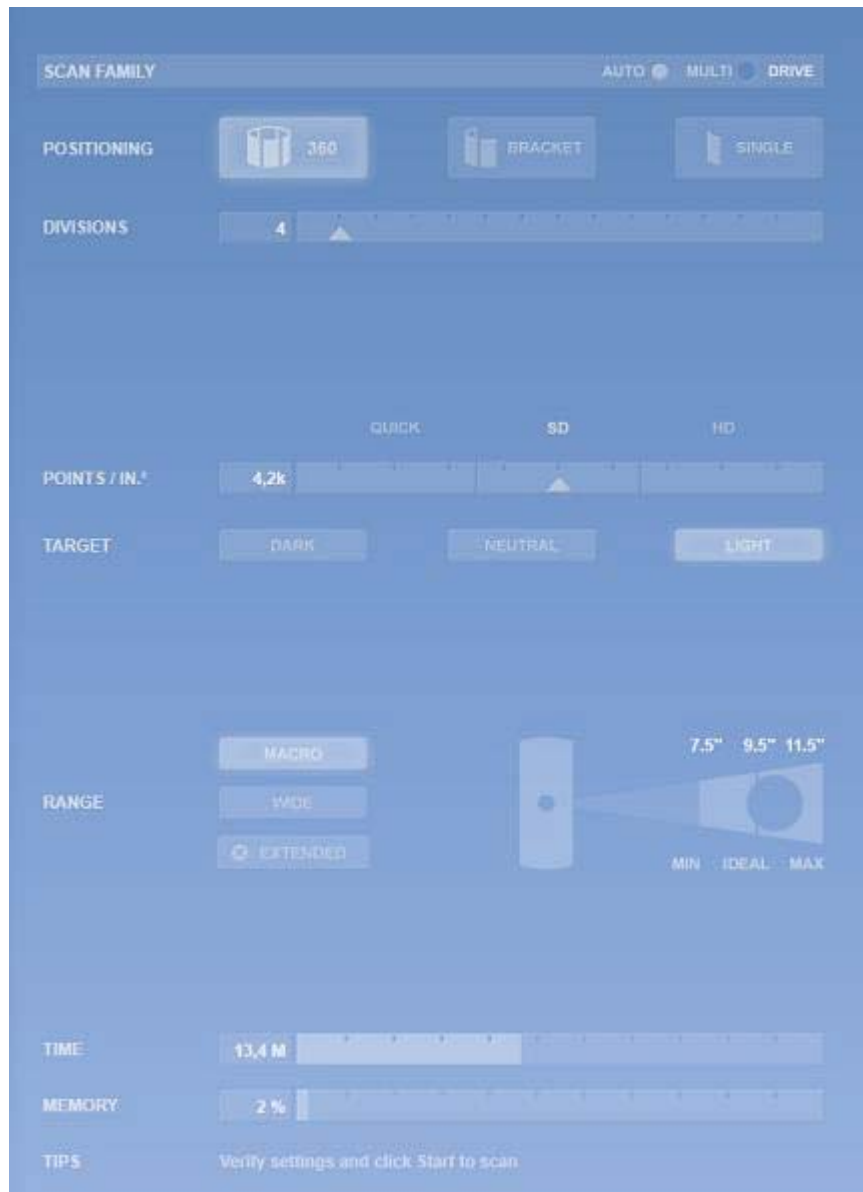 SCAN FAMILY AUTO MULTI DRIVE
POSITIONING 360 BRACKET SINGLE
DIVISIONS 4
QUICK SD HD
POINTS / IN.² 4,2k
TARGET DARK NEUTRAL LIGHT
7.5" 9.5" 11.5"
MACRO
RANGE WIDE
EXTENDED
MIN IDEAL MAX
TIME 13,4 M
MEMORY 2 %
TIPS Verify settings and click Start to scan